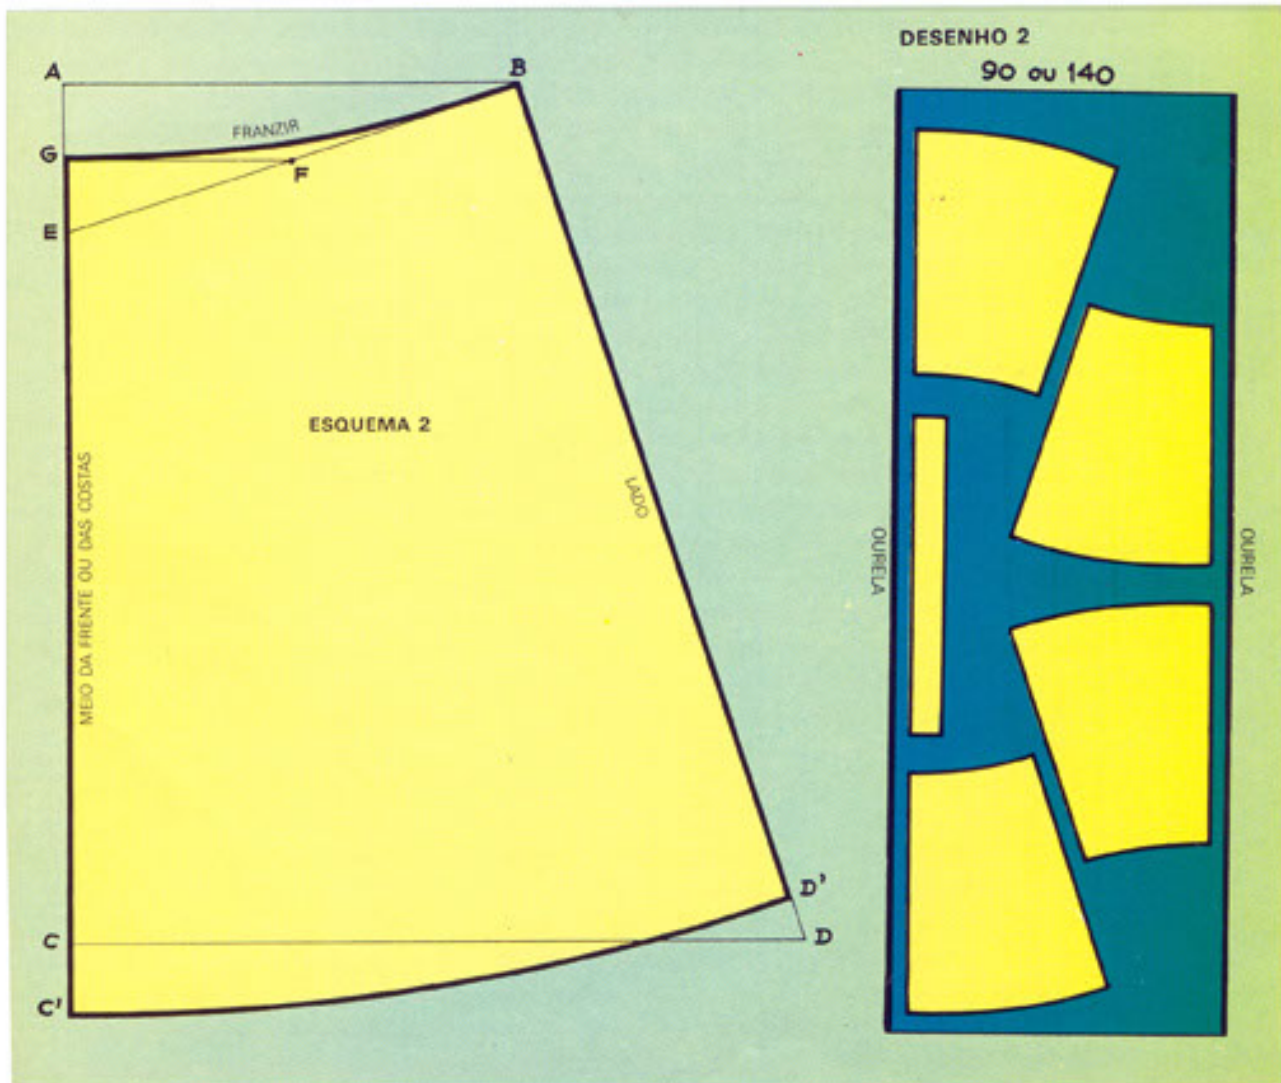 A
B
FRANZIR
G
F
E
ESQUEMA 2
MEIO DA FRENTE OU DAS COSTAS
LADO
D'
C
D
C'
DESENHO 2
90 ou 140
OURELA
OURELA